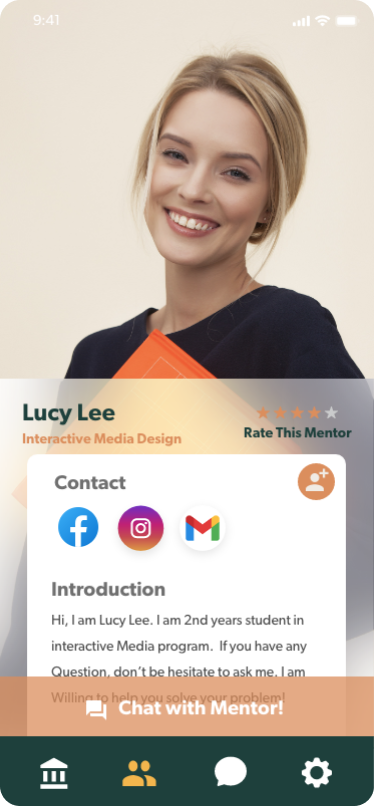 9:41
Lucy Lee
Interactive Media Design
Rate This Mentor
Contact
Introduction
Hi, I am Lucy Lee. I am 2nd years student in
interactive Media program. If you have any
Question, don't be hesitate to ask me. I am
Willing to help you solve your problem!
Chat with Mentor!